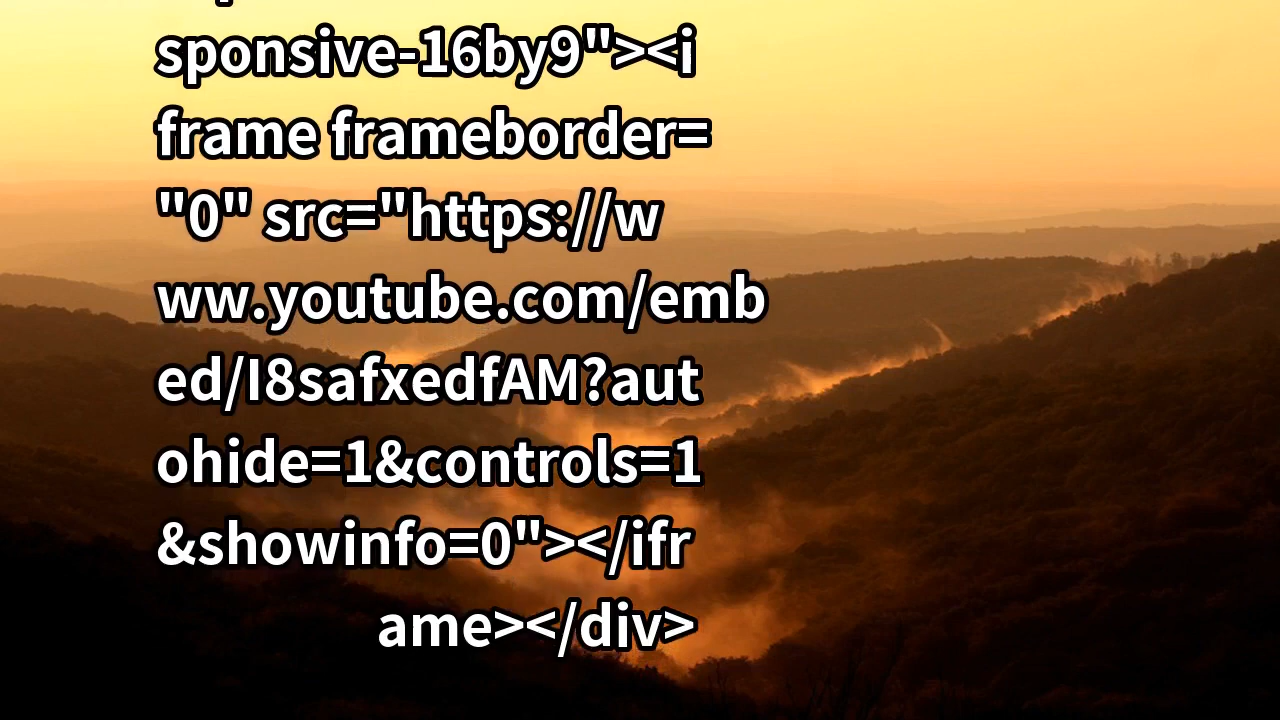 sponsive-16by9"><i
frame frameborder=
"0" src="https://w
ww.youtube.com/emb
ed/I8safxedfAM?aut
ohide=1&controls=1
&showinfo=0"></ifr
ame></div>